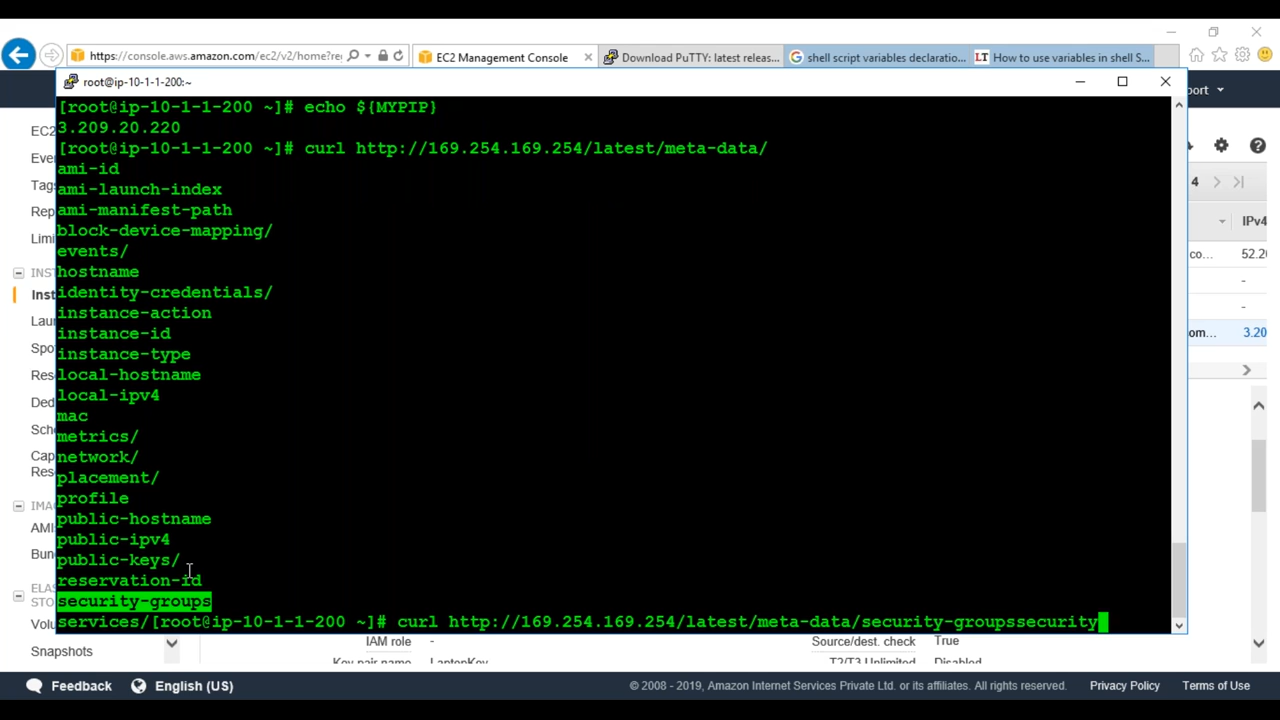 https://console.aws.amazon.com/ec2/v2/home?re
EC2 Management Console
Download PuTTY: latest releas...
shell script variables declaratio...
How to use variables in shell S...
root@ip-10-1-1-200:~
port
[root@ip-10-1-1-200 ~]# echo ${MYPIP}
3.209.20.220
[root@ip-10-1-1-200 ~]# curl http://169.254.169.254/latest/meta-data/
ami-id
ami-launch-index
ami-manifest-path
block-device-mapping/
events/
hostname
identity-credentials/
instance-action
instance-id
instance-type
local-hostname
local-ipv4
mac
metrics/
network/
placement/
profile
public-hostname
public-ipv4
public-keys/
reservation-id
security-groups
services/[root@ip-10-1-1-200 ~]# curl http://169.254.169.254/latest/meta-data/security-groupssecurity
EC2
Eve
Tags
Rep
Limi
INS
Inst
Lau
Spo
Res
Ded
Sch
Cap
Res
IMA
AMI
Bun
ELAS
STO
Volu
Snapshots
4
IPv4
co... 52.20
-
-
om... 3.20
IAM role -
Source/dest. check True
Key pair name LaptopKey
T2/T3 Unlimited Disabled
Feedback
English (US)
© 2008 - 2019, Amazon Internet Services Private Ltd. or its affiliates. All rights reserved.
Privacy Policy
Terms of Use